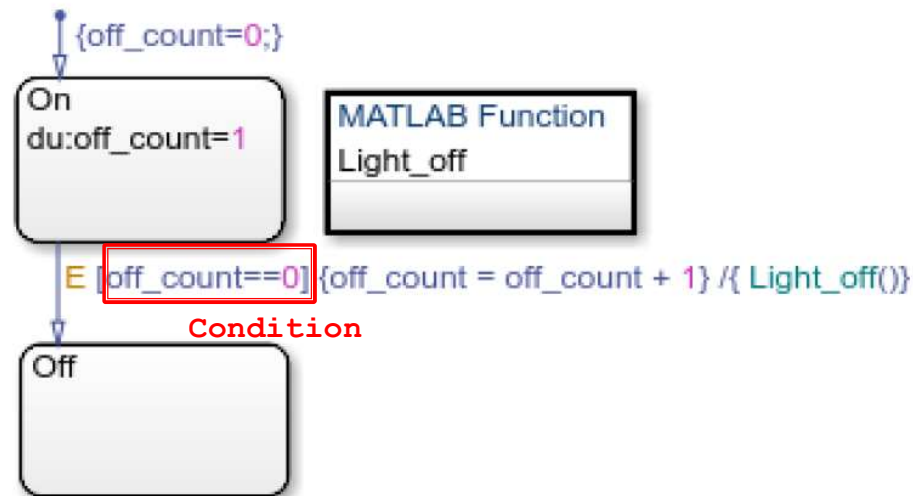 {off_count=0;}
On
du:off_count=1
MATLAB Function
Light_off
E [off_count==0] {off_count = off_count + 1} /{ Light_off()}
Condition
Off